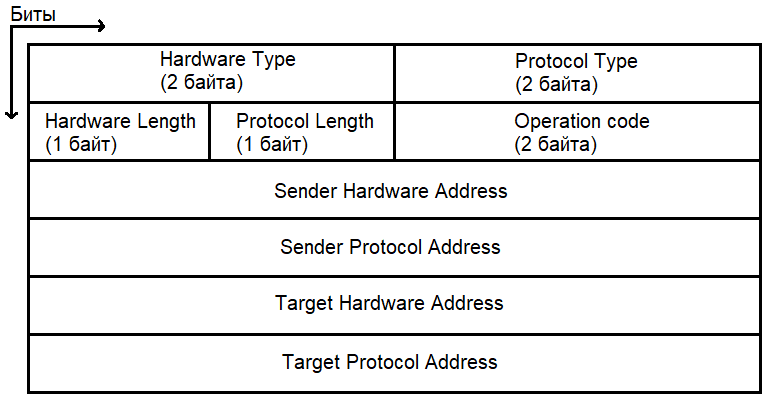 Биты
Hardware Type
(2 байта)
Protocol Type
(2 байта)
Hardware Length
(1 байт)
Protocol Length
(1 байт)
Operation code
(2 байта)
Sender Hardware Address
Sender Protocol Address
Target Hardware Address
Target Protocol Address